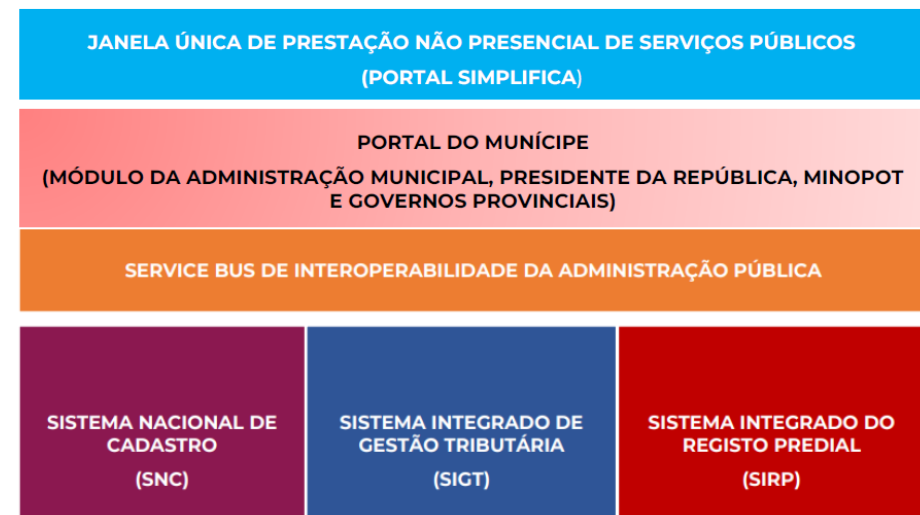 JANELA ÚNICA DE PRESTAÇÃO NÃO PRESENCIAL DE SERVIÇOS PÚBLICOS
(PORTAL SIMPLIFICA)
PORTAL DO MUNÍCIPE
(MÓDULO DA ADMINISTRAÇÃO MUNICIPAL, PRESIDENTE DA REPÚBLICA, MINOPOT
E GOVERNOS PROVINCIAIS)
SERVICE BUS DE INTEROPERABILIDADE DA ADMINISTRAÇÃO PÚBLICA
SISTEMA NACIONAL DE
CADASTRO
(SNC)
SISTEMA INTEGRADO DE
GESTÃO TRIBUTÁRIA
(SIGT)
SISTEMA INTEGRADO DO
REGISTO PREDIAL
(SIRP)